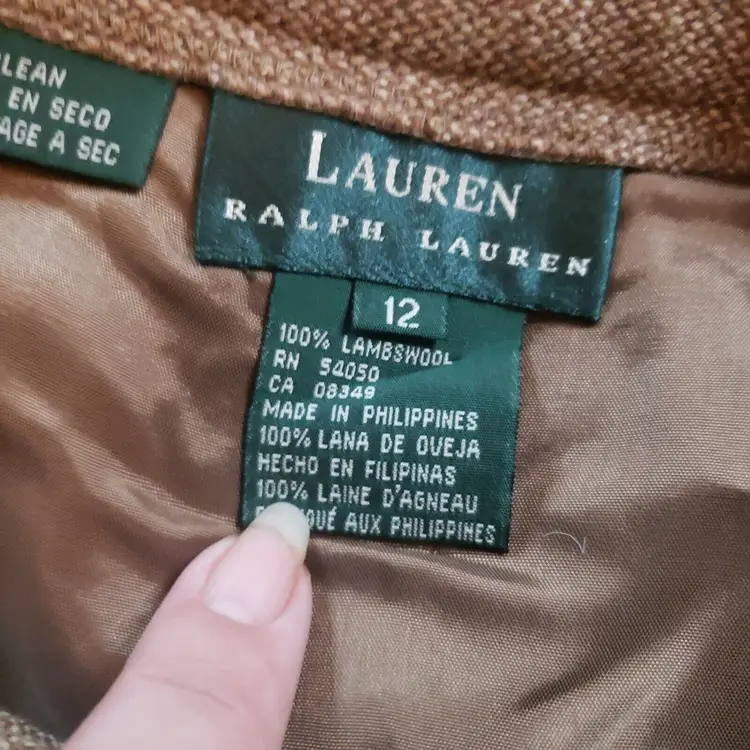 LEAN
EN SECO
AGE A SEC
LAUREN
RALPH LAUREN
12
100% LAMBSWOOL
RN 54050
CA 08349
MADE IN PHILIPPINES
100% LANA DE OVEJA
HECHO EN FILIPINAS
100% LAINE D'AGNEAU
AUX PHILIPPINES